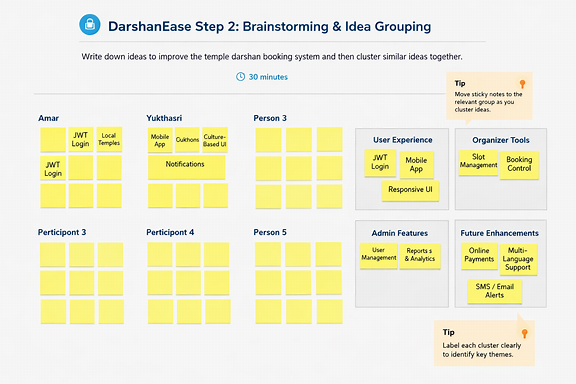 DarshanEase Step 2: Brainstorming & Idea Grouping
Write down ideas to improve the temple darshan booking system and then cluster similar ideas together.
30 minutes
Tip
Move sticky notes to the
relevant group as you
cluster ideas.
Amar
JWT
Login
Local
Temples
JWT
Login
Yukthasri
Mobile
App
Gukhons
Culture-
Based UI
Notifications
Person 3
User Experience
JWT
Login
Mobile
App
Responsive UI
Organizer Tools
Slot
Management
Booking
Control
Perticipont 3
Perticipont 4
Person 5
Admin Features
User
Management
Reports s
& Analytics
Future Enhancements
Online
Payments
Multi-
Language
Support
SMS / Email
Alerts
Tip
Label each cluster clearly
to identify key themes.